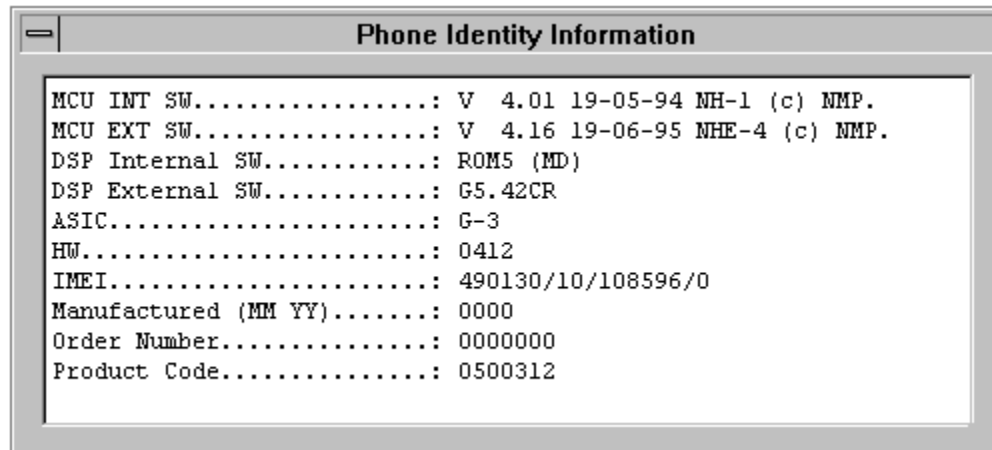 Phone Identity Information
MCU INT SW.................: V  4.01 19-05-94 NH-1 (c) NMP.
MCU EXT SW.................: V  4.16 19-06-95 NHE-4 (c) NMP.
DSP Internal SW............: ROM5 (MD)
DSP External SW............: G5.42CR
ASIC.......................: G-3
HW.........................: 0412
IMEI.......................: 490130/10/108596/0
Manufactured (MM YY).......: 0000
Order Number...............: 0000000
Product Code...............: 0500312